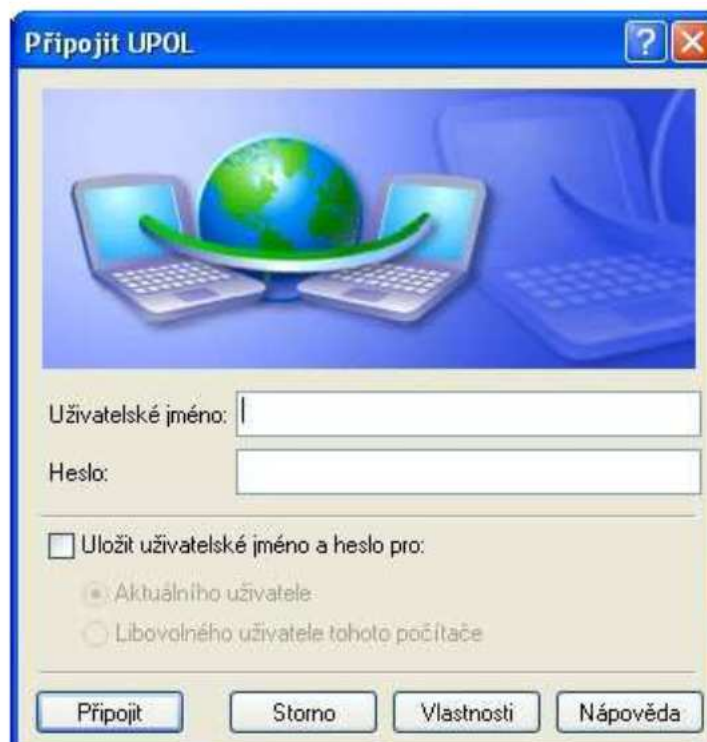 Připojit UPOL
Uživatelské jméno:
Heslo:
Uložit uživatelské jméno a heslo pro:
Aktuálního uživatele
Libovolného uživatele tohoto počítače
Připojit Storno Vlastnosti Nápověda